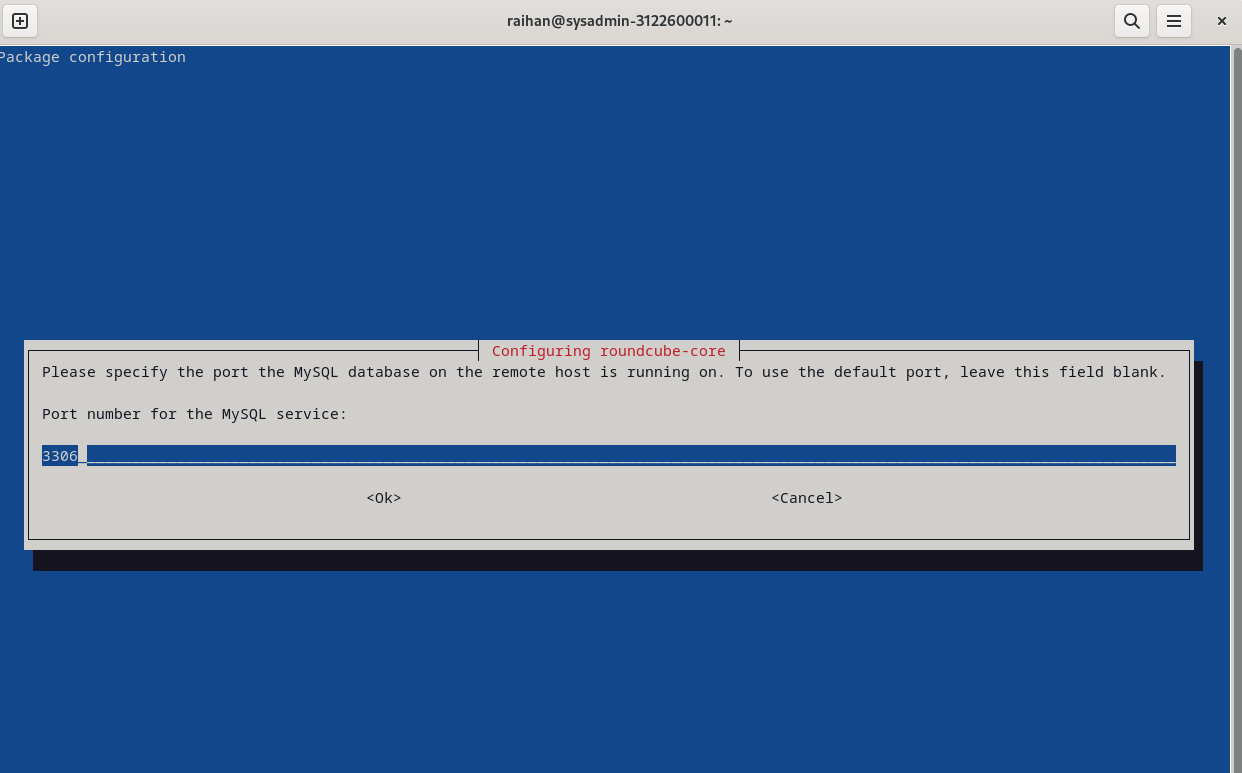 raihan@sysadmin-3122600011: ~
Package configuration
Configuring roundcube-core
Please specify the port the MySQL database on the remote host is running on. To use the default port, leave this field blank.
Port number for the MySQL service:
3306
<Ok> <Cancel>